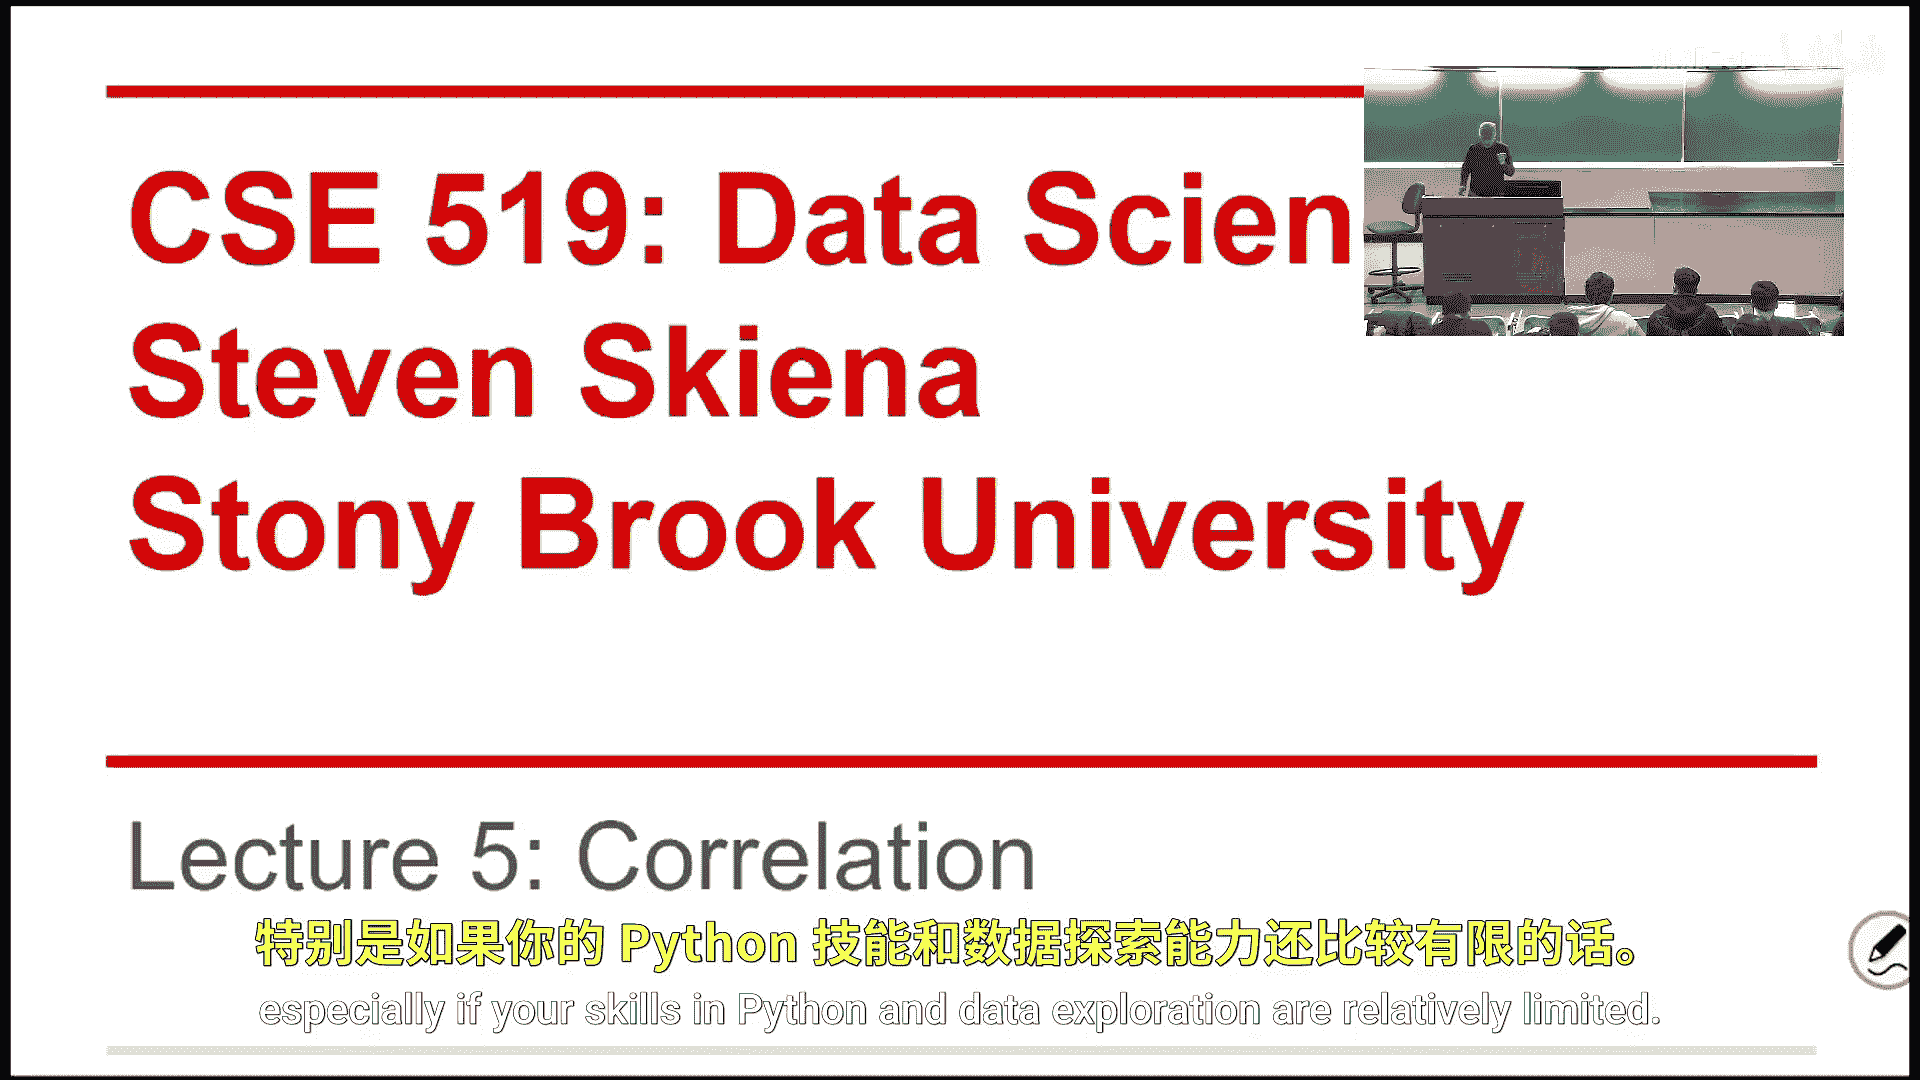 CSE 519: Data Scien
Steven Skiena
Stony Brook University
Lecture 5: Correlation
特别是如果你的 Python 技能和数据探索能力还比较有限的话。
especially if your skills in Python and data exploration are relatively limited.